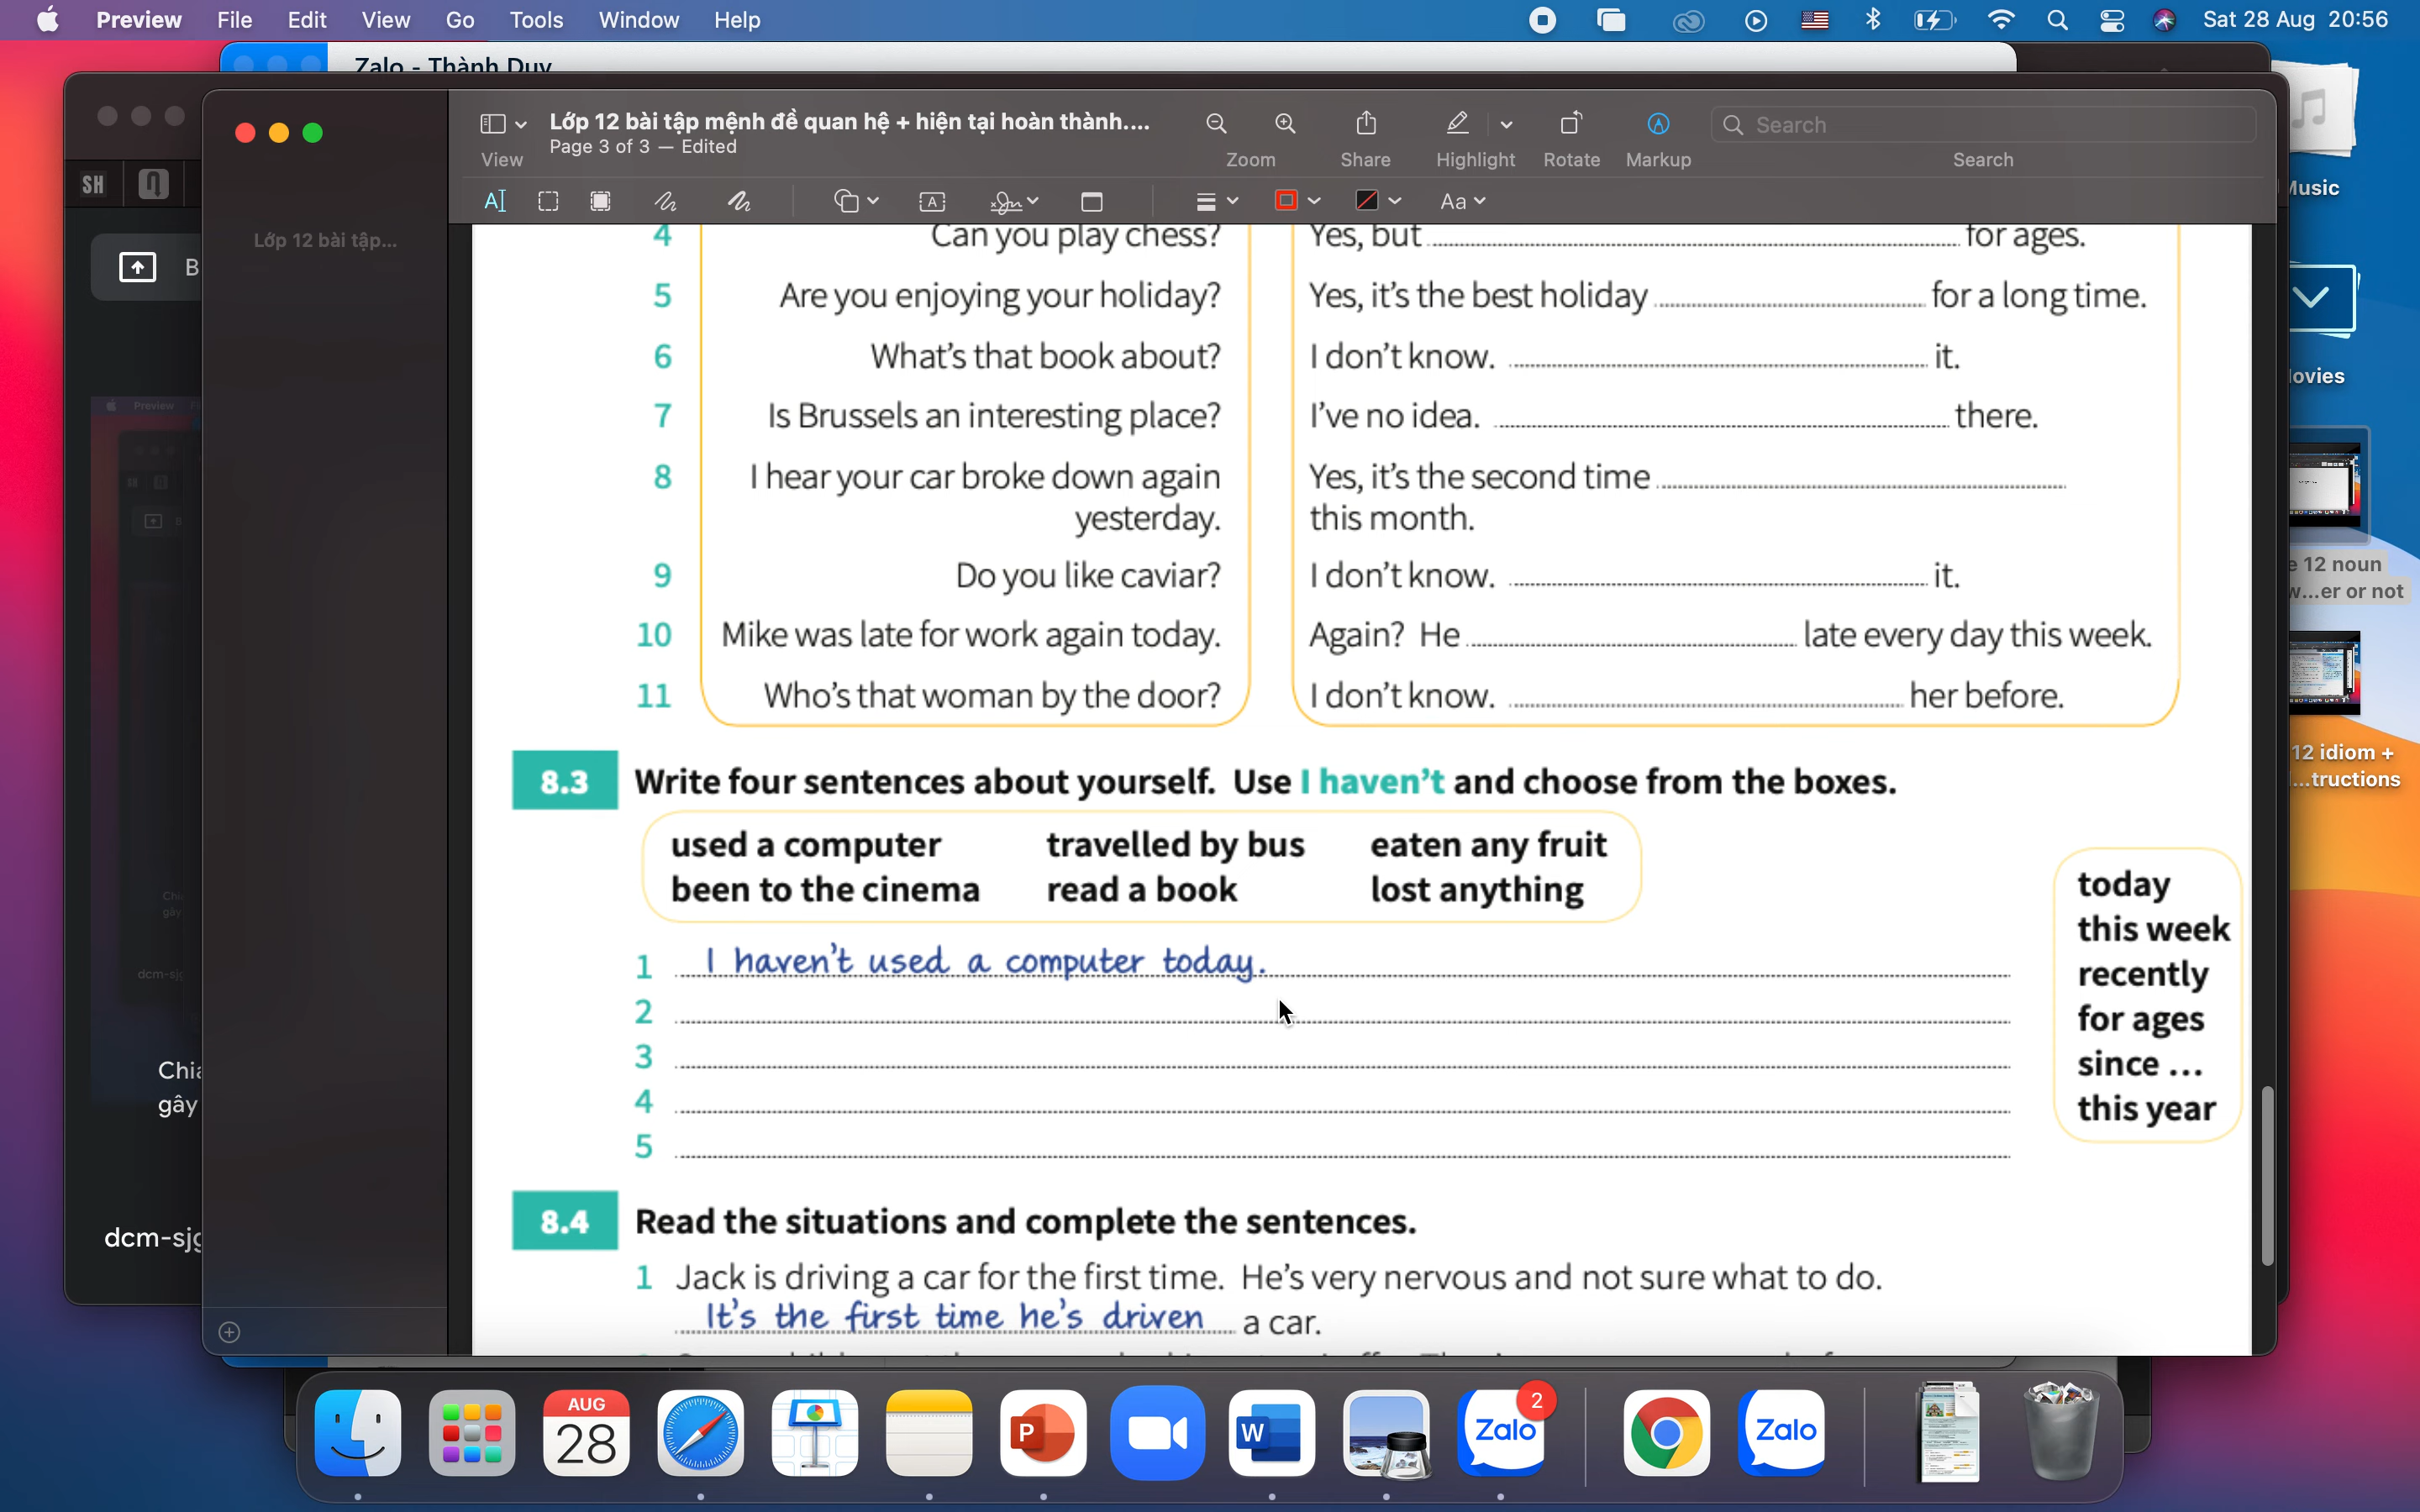 Preview File Edit View Go Tools Window Help
Sat 28 Aug 20:56
Zalo - Thành Duy
Lớp 12 bài tập mệnh đề quan hệ + hiện tại hoàn thành....
Page 3 of 3 — Edited
View Zoom Share Highlight Rotate Markup Search
Search
SH
Lớp 12 bài tập...
B
4 Can you play chess? Yes, but for ages.
5 Are you enjoying your holiday? Yes, it's the best holiday for a long time.
6 What's that book about? I don't know. it.
7 Is Brussels an interesting place? I've no idea. there.
8 I hear your car broke down again Yes, it's the second time
yesterday. this month.
9 Do you like caviar? I don't know. it.
10 Mike was late for work again today. Again? He late every day this week.
11 Who's that woman by the door? I don't know. her before.
8.3 Write four sentences about yourself. Use I haven't and choose from the boxes.
used a computer travelled by bus eaten any fruit
been to the cinema read a book lost anything
today
this week
recently
for ages
since ...
this year
1 I haven't used a computer today.
2
3
4
5
8.4 Read the situations and complete the sentences.
1 Jack is driving a car for the first time. He's very nervous and not sure what to do.
It's the first time he's driven a car.
Music
ovies
e 12 noun
w...er or not
12 idiom +
...tructions
Preview
Chi
gây
dcm-sjg
Chia
gây
dcm-sjg
AUG
28
P
W
Zalo
2
Zalo